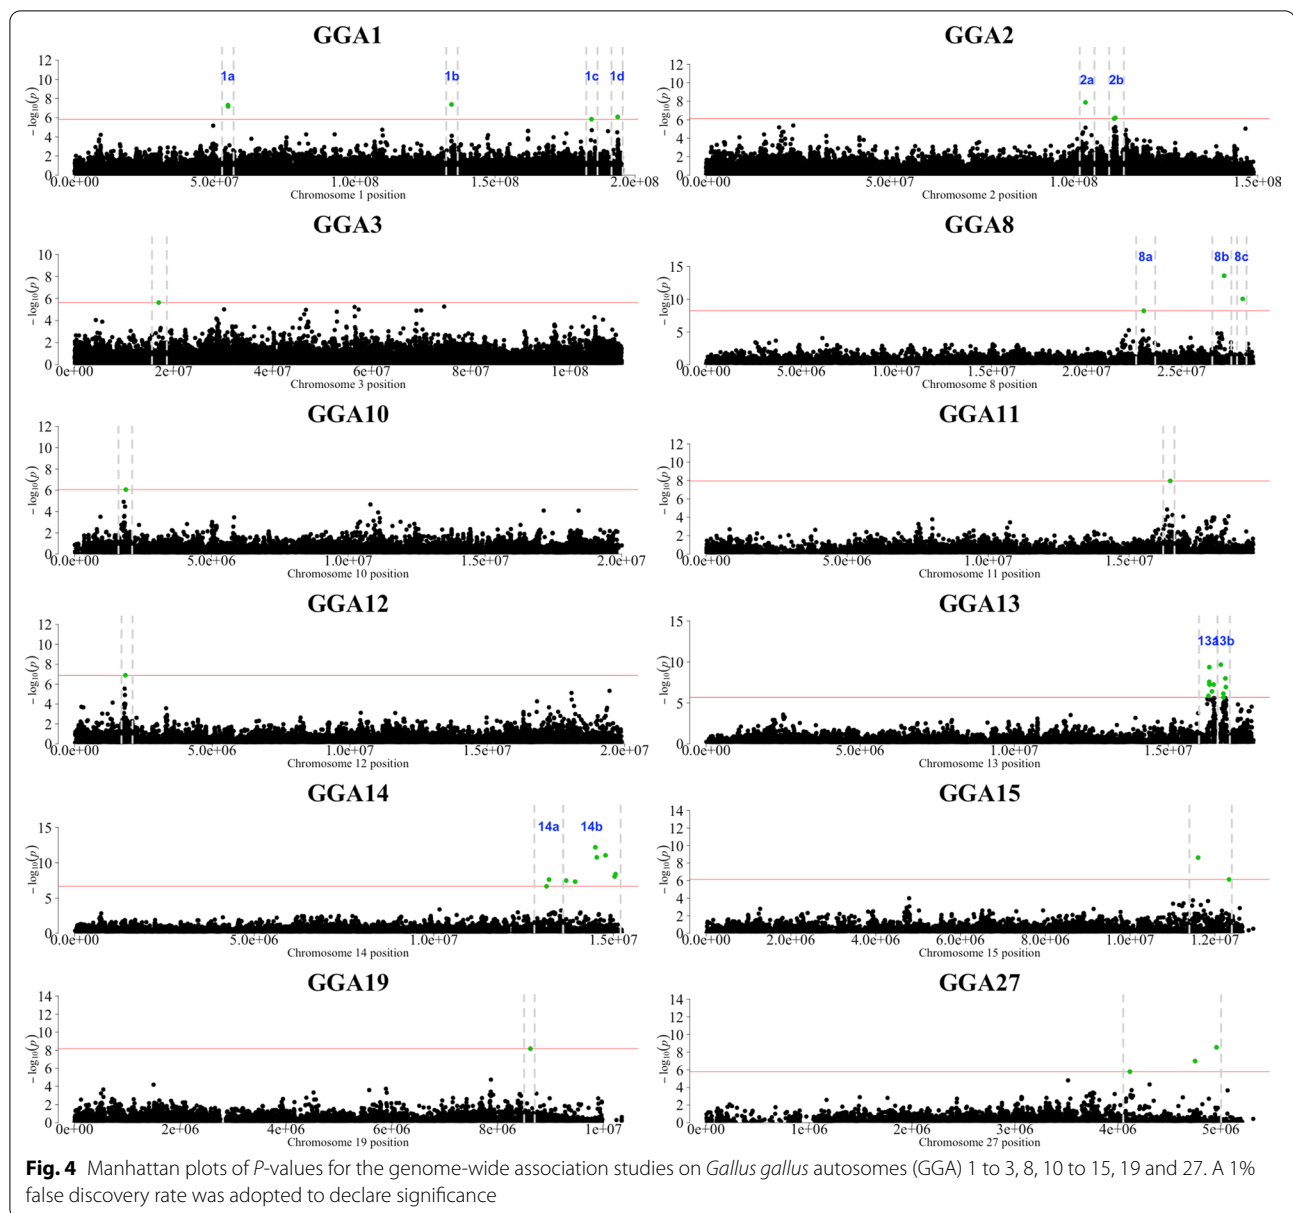 GGA1
12
10
8
6
4
2
0
− log₁₀(p)
1a
1b
1c
1d
0.0e+00
5.0e+07
1.0e+08
1.5e+08
2.0e+08
Chromosome 1 position
GGA2
12
10
8
6
4
2
0
− log₁₀(p)
2a
2b
0.0e+00
5.0e+07
1.0e+08
1.5e+08
Chromosome 2 position
GGA3
10
8
6
4
2
0
− log₁₀(p)
0e+00
2e+07
4e+07
6e+07
8e+07
1e+08
Chromosome 3 position
GGA8
15
10
5
0
− log₁₀(p)
8a
8b
8c
0.0e+00
5.0e+06
1.0e+07
1.5e+07
2.0e+07
2.5e+07
Chromosome 8 position
GGA10
12
10
8
6
4
2
0
− log₁₀(p)
0.0e+00
5.0e+06
1.0e+07
1.5e+07
2.0e+07
Chromosome 10 position
GGA11
12
10
8
6
4
2
0
− log₁₀(p)
0.0e+00
5.0e+06
1.0e+07
1.5e+07
Chromosome 11 position
GGA12
12
10
8
6
4
2
0
− log₁₀(p)
0.0e+00
5.0e+06
1.0e+07
1.5e+07
2.0e+07
Chromosome 12 position
GGA13
15
10
5
0
− log₁₀(p)
13a
13b
0.0e+00
5.0e+06
1.0e+07
1.5e+07
Chromosome 13 position
GGA14
15
10
5
0
− log₁₀(p)
14a
14b
0.0e+00
5.0e+06
1.0e+07
1.5e+07
Chromosome 14 position
GGA15
14
12
10
8
6
4
2
0
− log₁₀(p)
0.0e+00
2.0e+06
4.0e+06
6.0e+06
8.0e+06
1.0e+07
1.2e+07
Chromosome 15 position
GGA19
14
12
10
8
6
4
2
0
− log₁₀(p)
0e+00
2e+06
4e+06
6e+06
8e+06
1e+07
Chromosome 19 position
GGA27
14
12
10
8
6
4
2
0
− log₁₀(p)
0e+00
1e+06
2e+06
3e+06
4e+06
5e+06
Chromosome 27 position
Fig. 4 Manhattan plots of P-values for the genome-wide association studies on Gallus gallus autosomes (GGA) 1 to 3, 8, 10 to 15, 19 and 27. A 1%
false discovery rate was adopted to declare significance